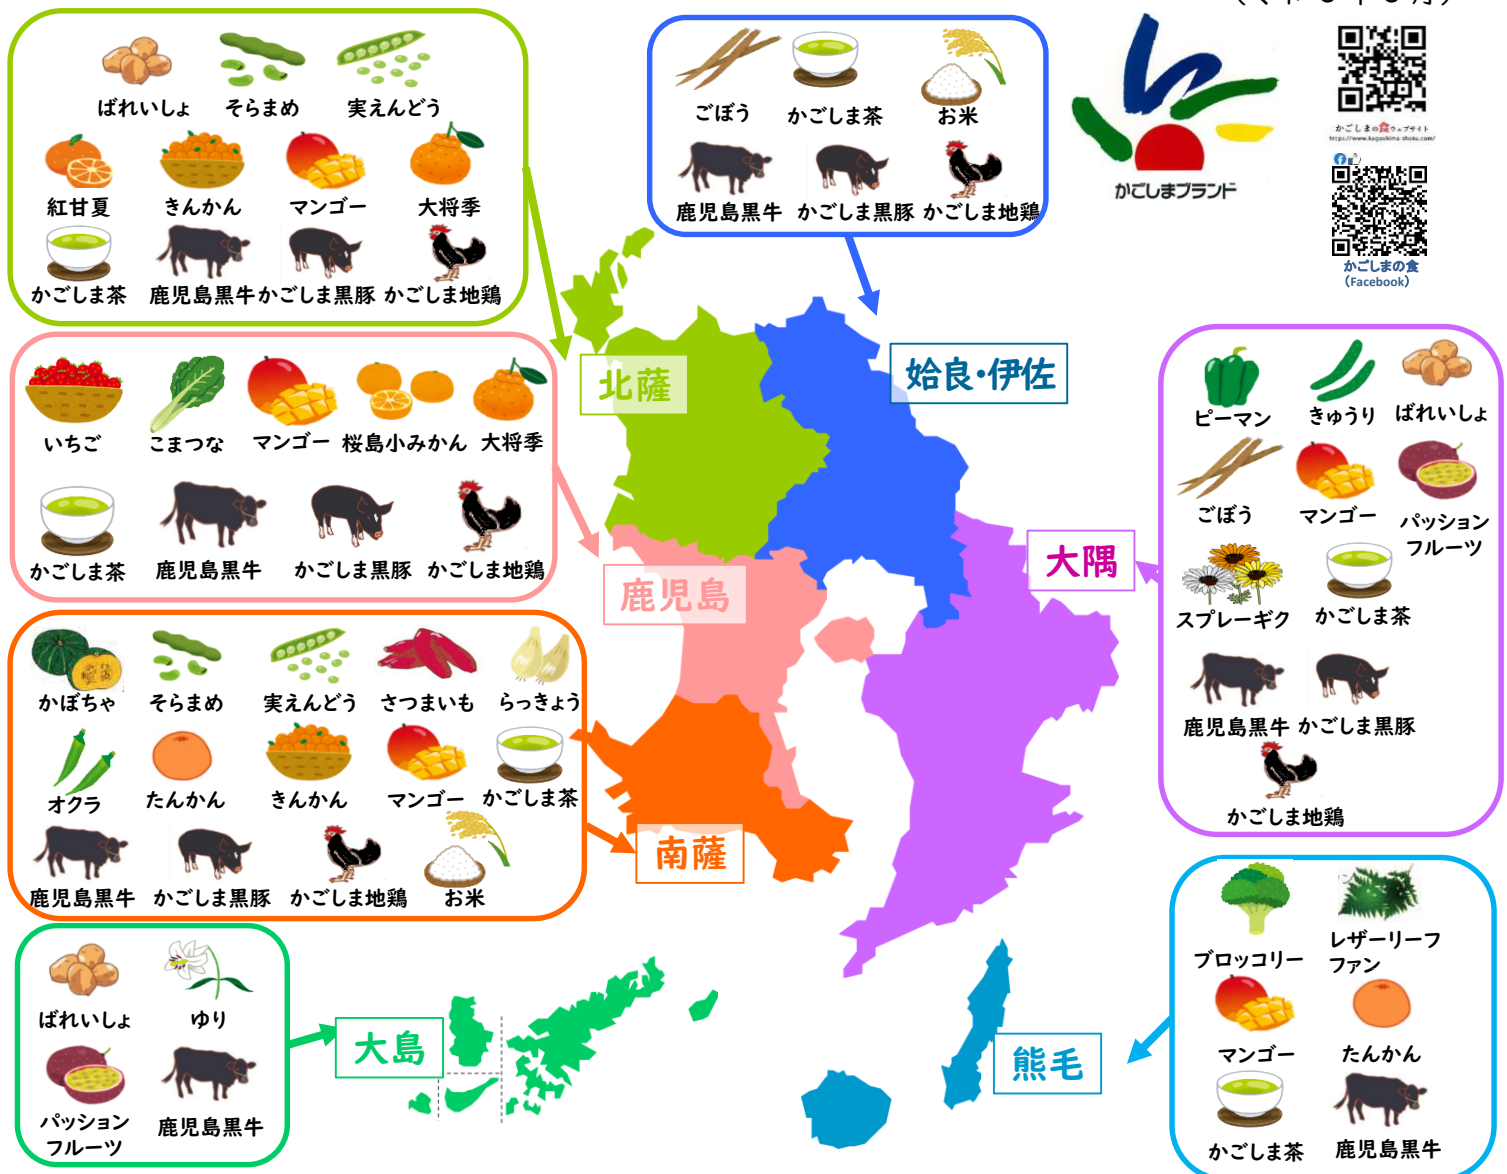 ばれいしょ そらまめ 実えんどう
紅甘夏 きんかん マンゴー 大将季
かごしま茶 鹿児島黒牛 かごしま黒豚 かごしま地鶏
ごぼう かごしま茶 お米
鹿児島黒牛 かごしま黒豚 かごしま地鶏
かごしまブランド
かごしまの食ウェブサイト
https://www.kagoshima-shoku.com/
かごしまの食
(Facebook)
北薩
姶良・伊佐
いちご こまつな マンゴー 桜島小みかん 大将季
かごしま茶 鹿児島黒牛 かごしま黒豚 かごしま地鶏
鹿児島
大隅
ピーマン きゅうり ばれいしょ
ごぼう マンゴー パッション
フルーツ
スプレーギク かごしま茶
鹿児島黒牛 かごしま黒豚
かごしま地鶏
かぼちゃ そらまめ 実えんどう さつまいも らっきょう
オクラ たんかん きんかん マンゴー かごしま茶
鹿児島黒牛 かごしま黒豚 かごしま地鶏 お米
南薩
ばれいしょ ゆり
パッション
フルーツ
鹿児島黒牛
大島
熊毛
ブロッコリー レザーリーフ
ファン
マンゴー たんかん
かごしま茶 鹿児島黒牛